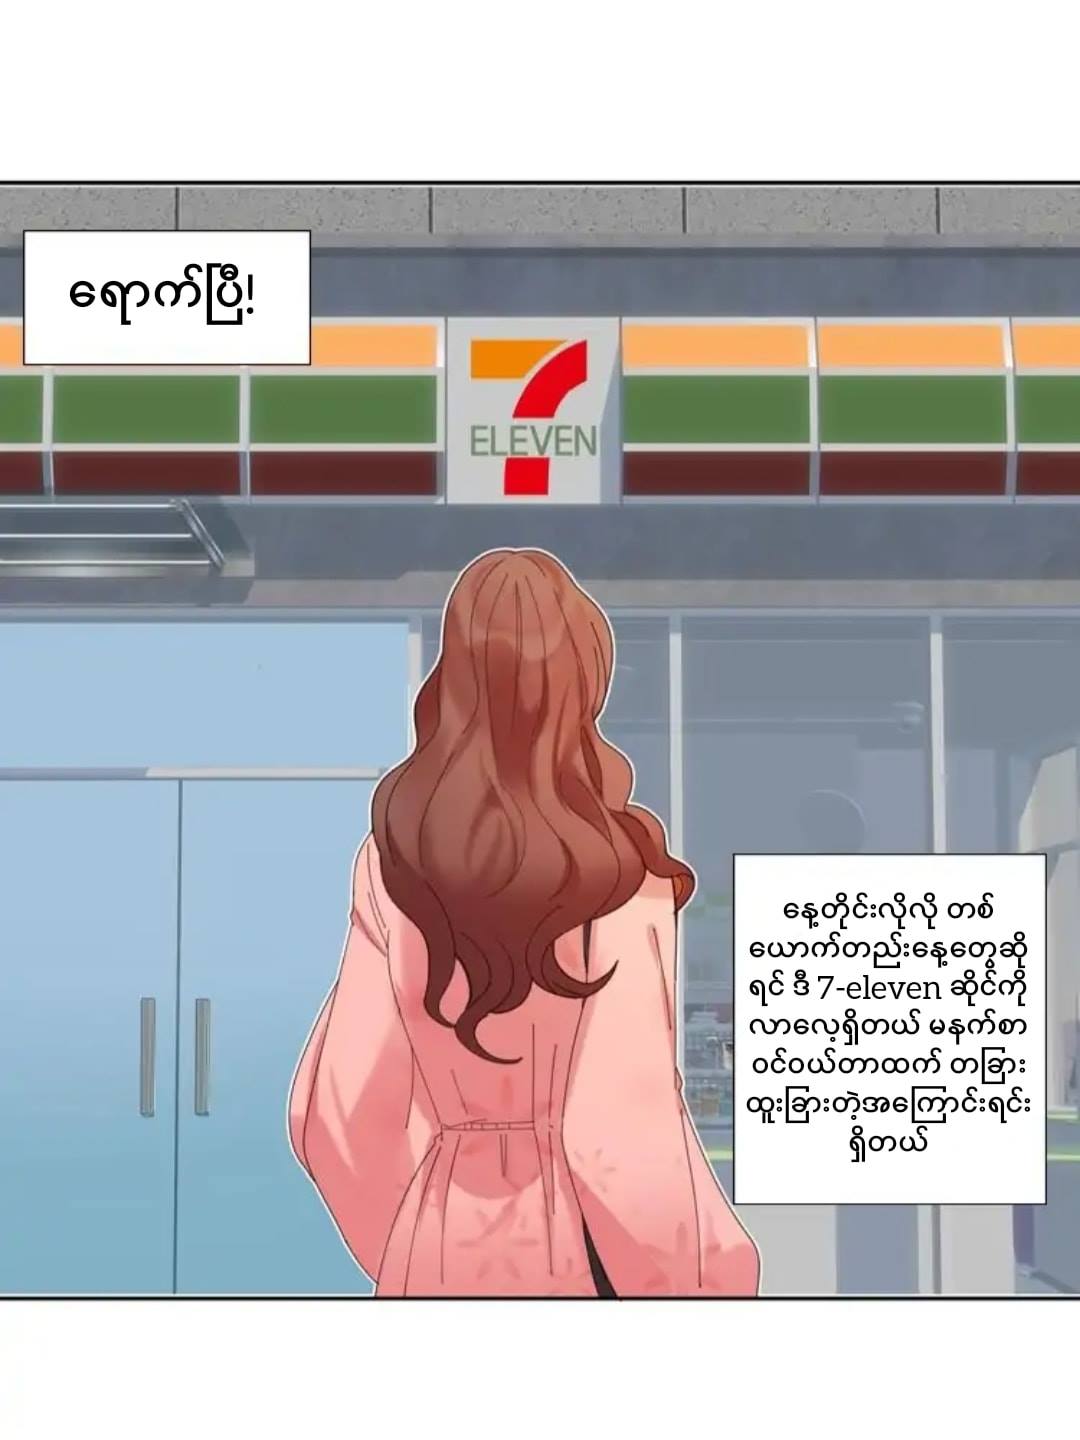 ရောက်ပြီ!
7
ELEVEN
နေ့တိုင်းလိုလို တစ်
ယောက်တည်းနေ့တွေဆို
ရင် ဒီ 7-eleven ဆိုင်ကို
လာလေ့ရှိတယ် မနက်စာ
ဝင်ဝယ်တာထက် တခြား
ထူးခြားတဲ့အကြောင်းရင်း
ရှိတယ်